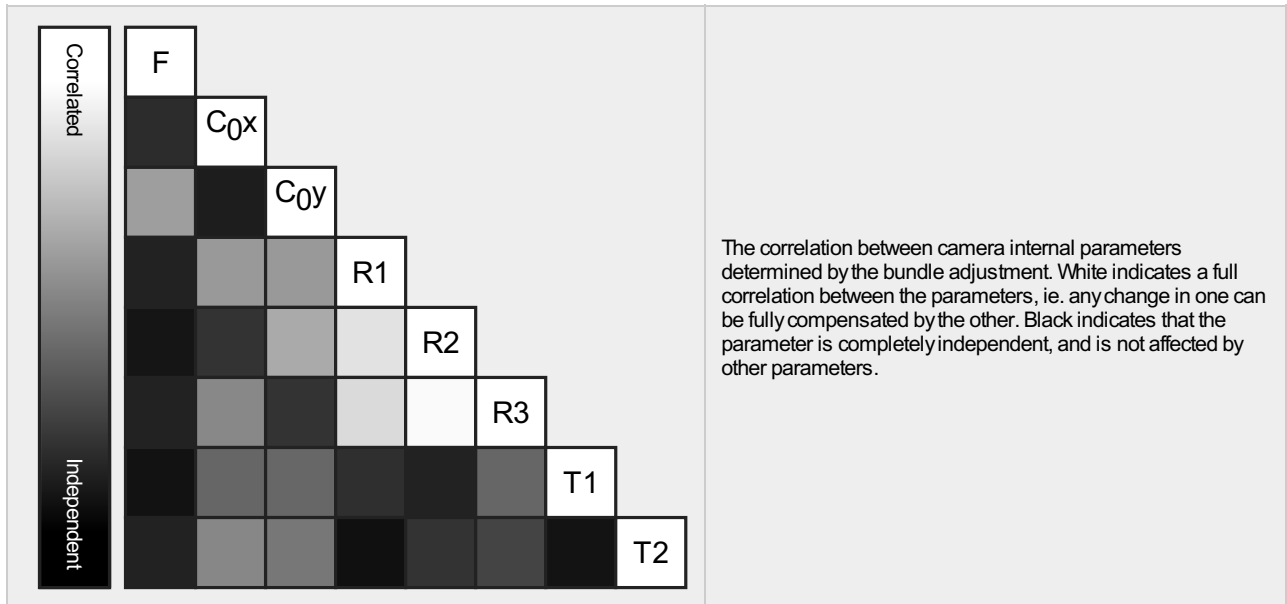 Correlated
Independent
F
C0x
C0y
R1
R2
R3
T1
T2
The correlation between camera internal parameters
determined by the bundle adjustment. White indicates a full
correlation between the parameters, ie. any change in one can
be fully compensated by the other. Black indicates that the
parameter is completely independent, and is not affected by
other parameters.